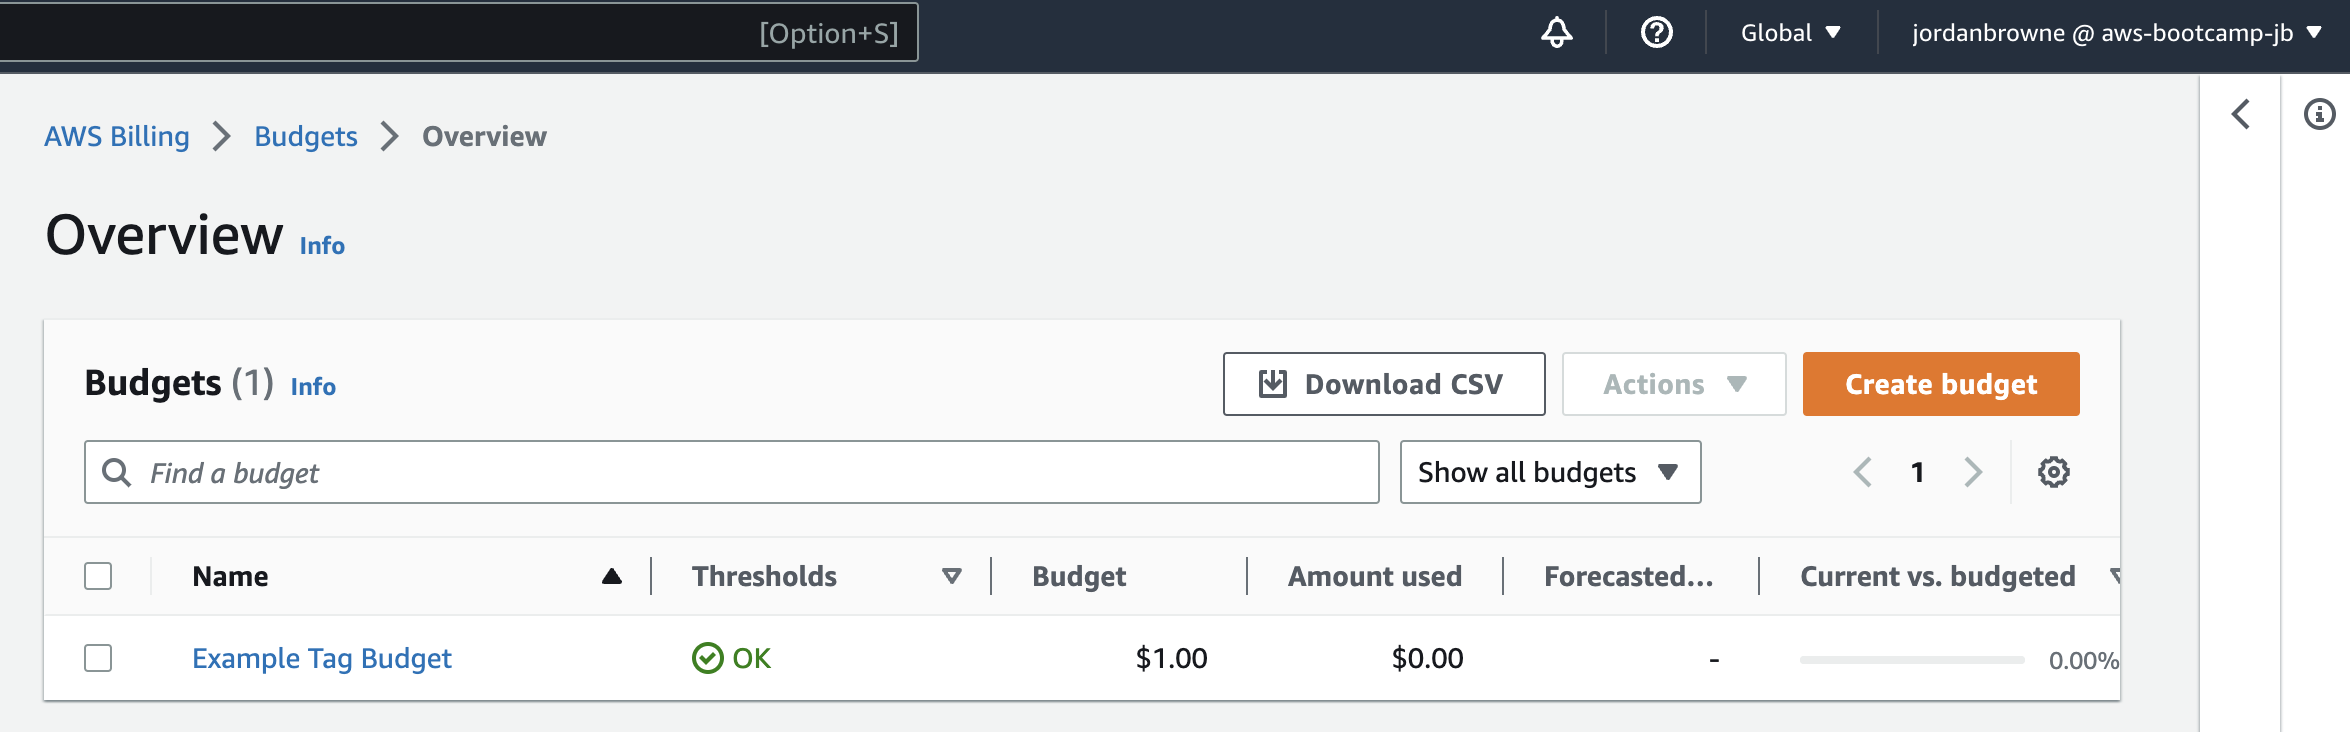 [Option+S] Global jordanbrowne @ aws-bootcamp-jb
AWS Billing Budgets Overview
Overview Info
Budgets (1) Info Download CSV Actions Create budget
Find a budget Show all budgets 1
Name Thresholds Budget Amount used Forecasted... Current vs. budgeted
Example Tag Budget OK $1.00 $0.00 - 0.00%